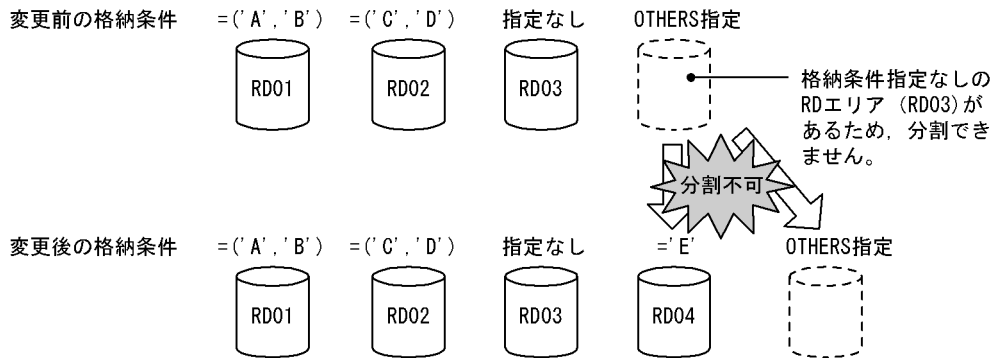 変更前の格納条件 =('A','B') =('C','D') 指定なし OTHERS指定
RD01 RD02 RD03
格納条件指定なしの
RDエリア (RD03)が
あるため，分割でき
ません。
分割不可
変更後の格納条件 =('C','D') =('A','B') 指定なし ='E' OTHERS指定
RD01 RD02 RD03 RD04